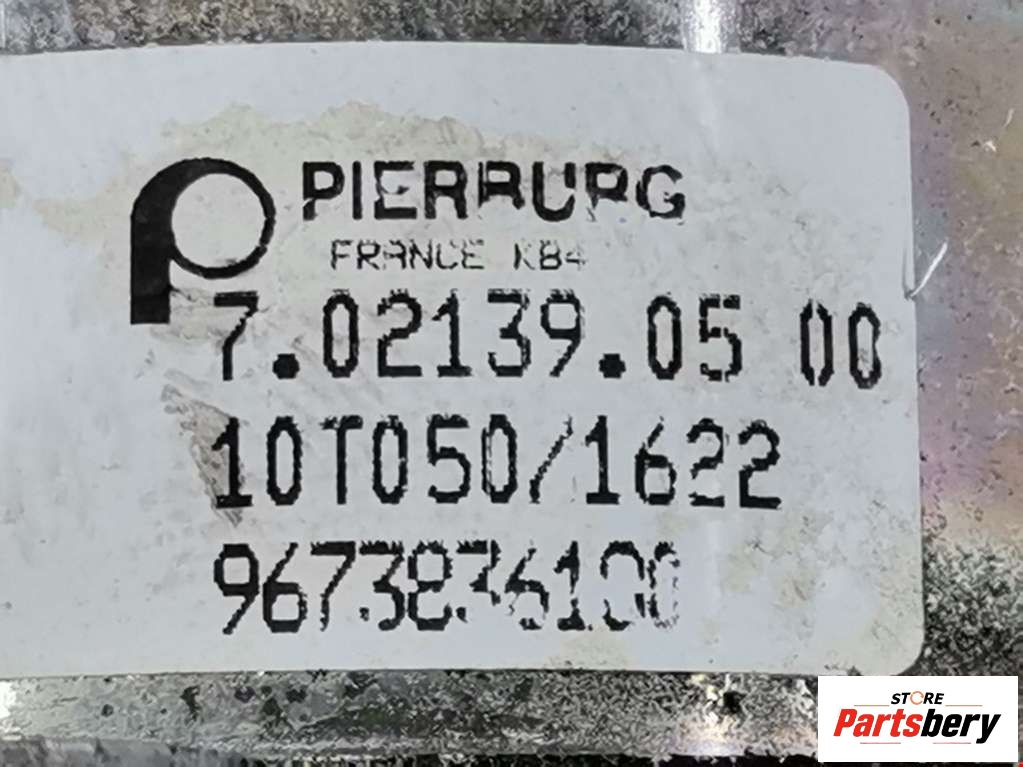 PIERBURG
FRANCE KB4
7.02139.05 00
10T050/1622
9673836100
STORE
Partsbery